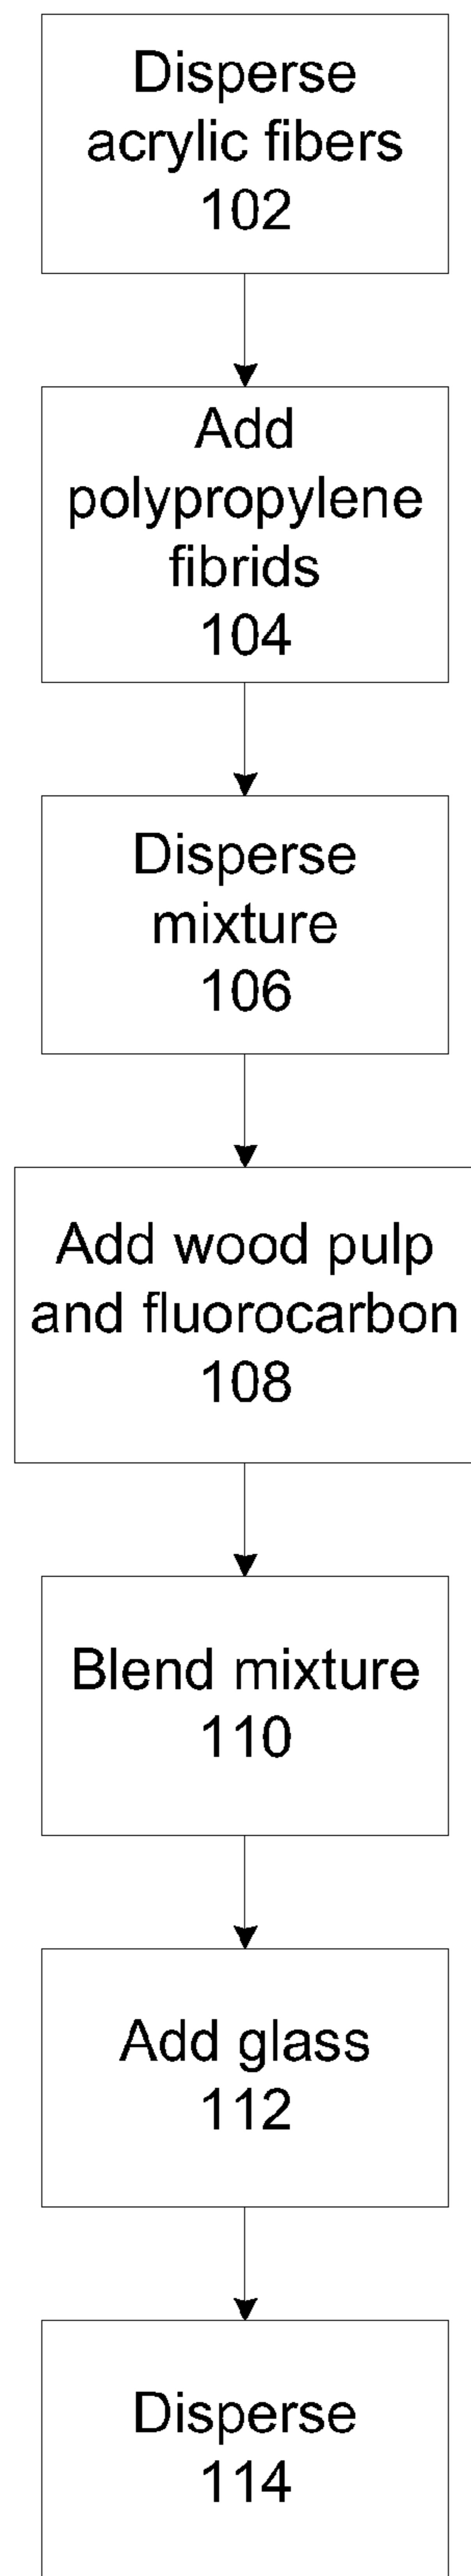 Disperse
acrylic fibers
102
Add
polypropylene
fibrids
104
Disperse
mixture
106
Add wood pulp
and fluorocarbon
108
Blend mixture
110
Add glass
112
Disperse
114